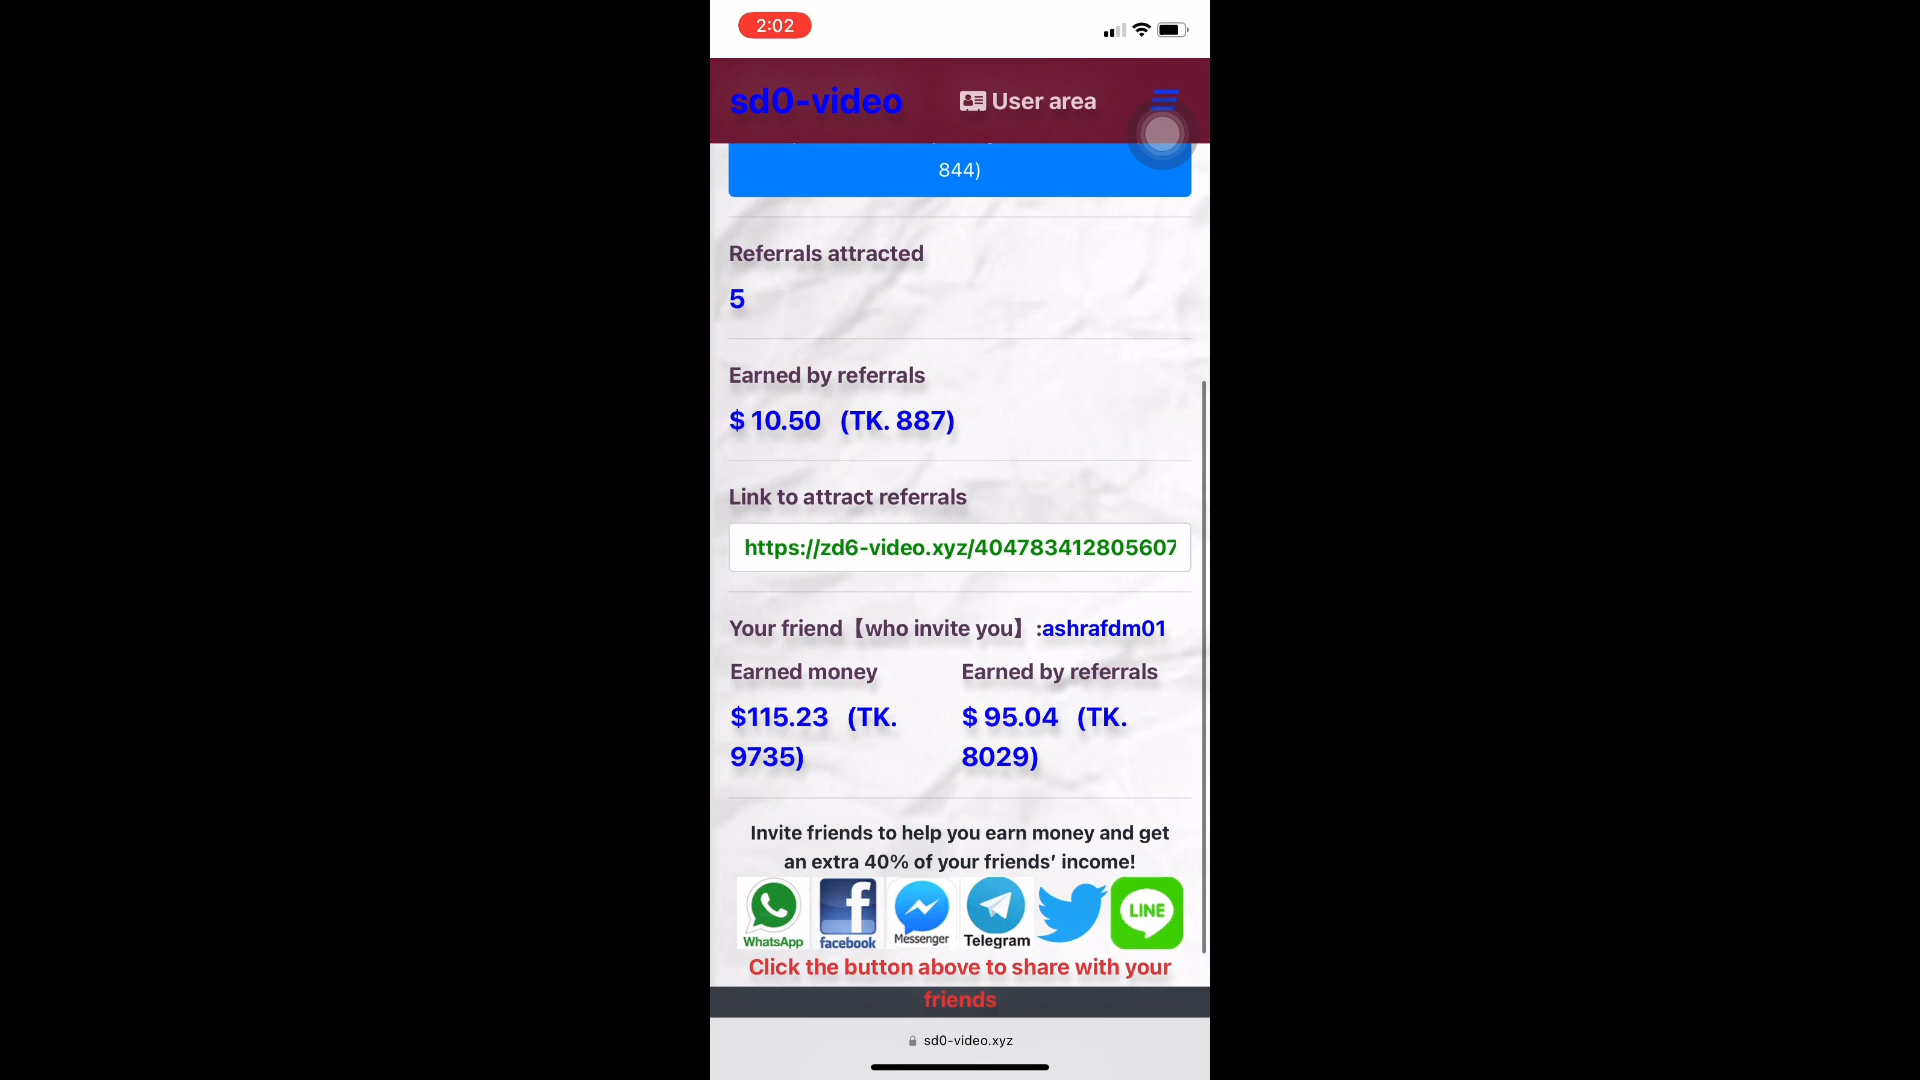 2:02
sd0-video
User area
844)
Referrals attracted
5
Earned by referrals
$ 10.50 (TK. 887)
Link to attract referrals
https://zd6-video.xyz/404783412805607
Your friend【who invite you】:ashrafdm01
Earned money
$115.23 (TK.
9735)
Earned by referrals
$ 95.04 (TK.
8029)
Invite friends to help you earn money and get
an extra 40% of your friends’ income!
WhatsApp
facebook
Messenger
Telegram
LINE
Click the button above to share with your
friends
sd0-video.xyz